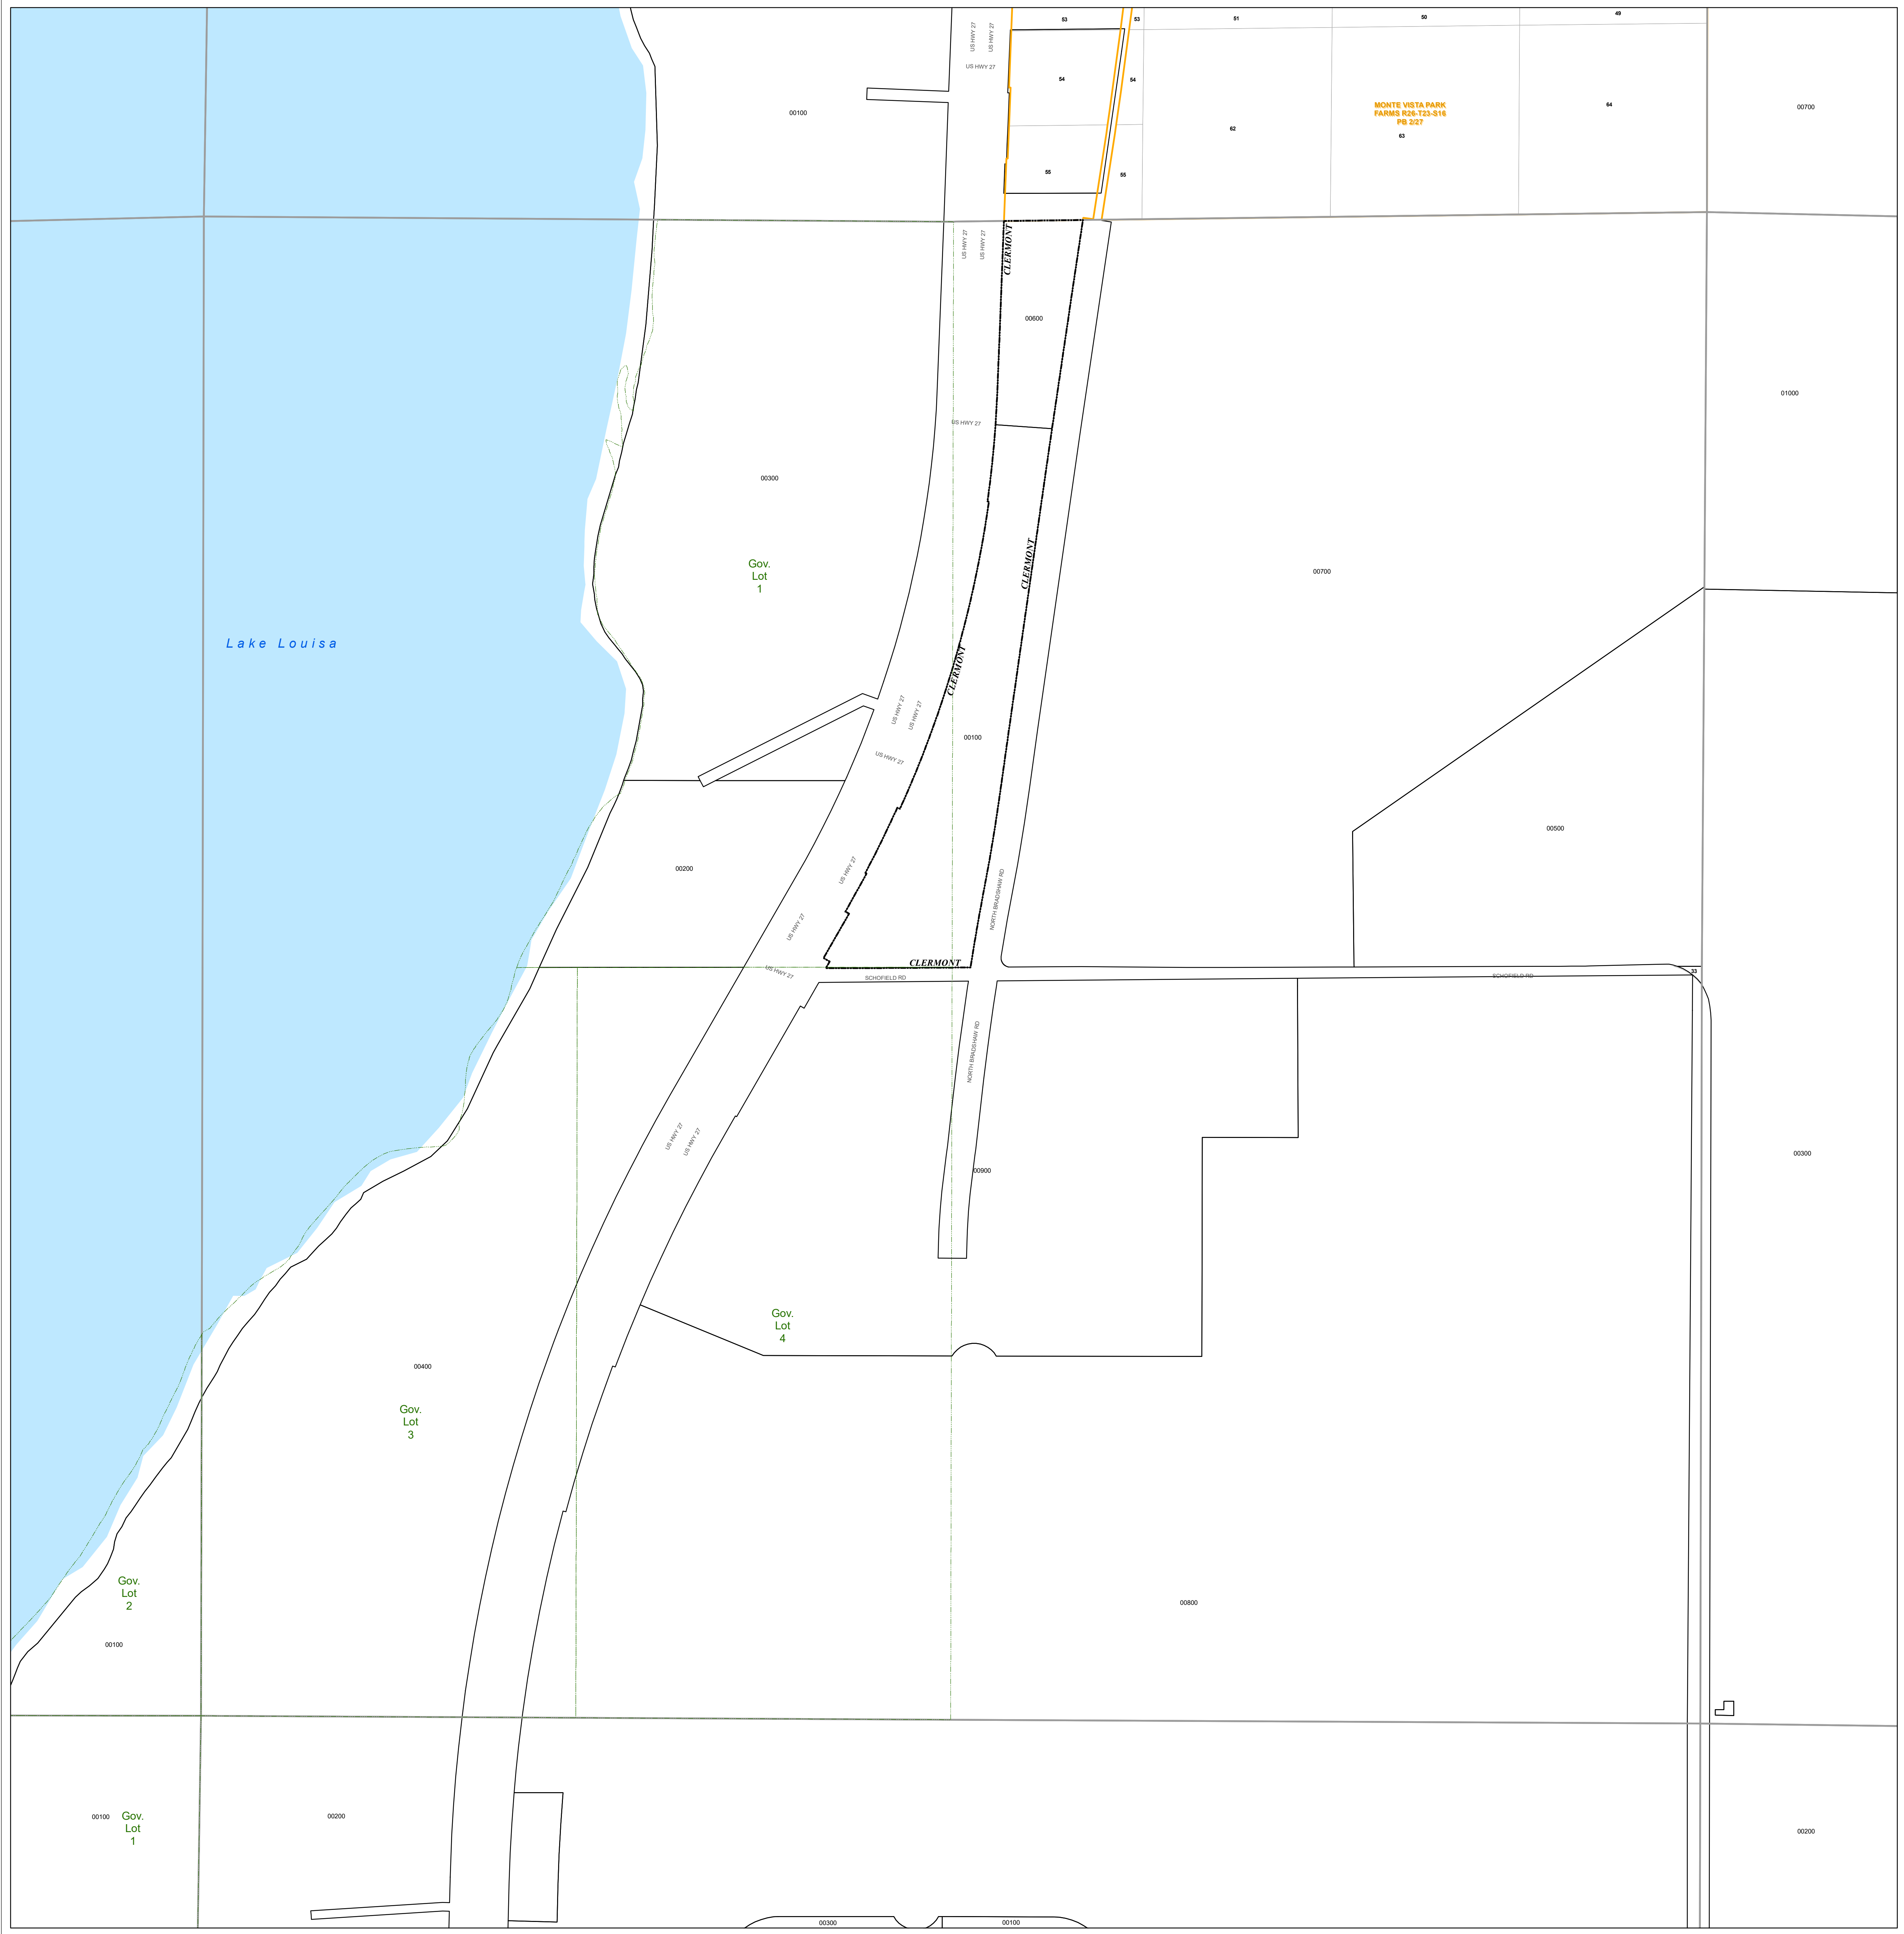 53
53
51
50
49
US HWY 27
US HWY 27
US HWY 27
54
54
MONTE VISTA PARK
FARMS R26-T23-S16
PB 2/27
64
00700
00100
62
63
55
55
US HWY 27
US HWY 27
CLERMONT
00600
01000
US HWY 27
00300
Gov.
Lot
1
CLERMONT
00700
Lake Louisa
CLERMONT
US HWY 27
US HWY 27
00100
US HWY 27
00500
00200
US HWY 27
NORTH BRADSHAW RD
US HWY 27
CLERMONT
US HWY 27
SCHOFIELD RD
SCHOFIELD RD
33
NORTH BRADSHAW RD
US HWY 27
US HWY 27
00900
00300
Gov.
Lot
4
00400
Gov.
Lot
3
Gov.
Lot
2
00800
00100
00100
Gov.
Lot
1
00200
00200
00300
00100